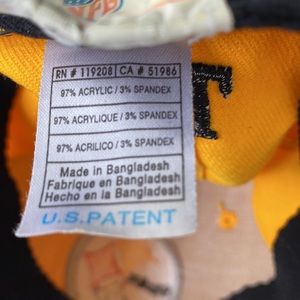 RN # 119208 CA # 51986
97% ACRYLIC / 3% SPANDEX
97% ACRYLIQUE / 3% SPANDEX
97% ACRILICO / 3% SPANDEX
Made in Bangladesh
Fabrique en Bangladesh
Hecho en la Bangladesh
U.S. PATENT